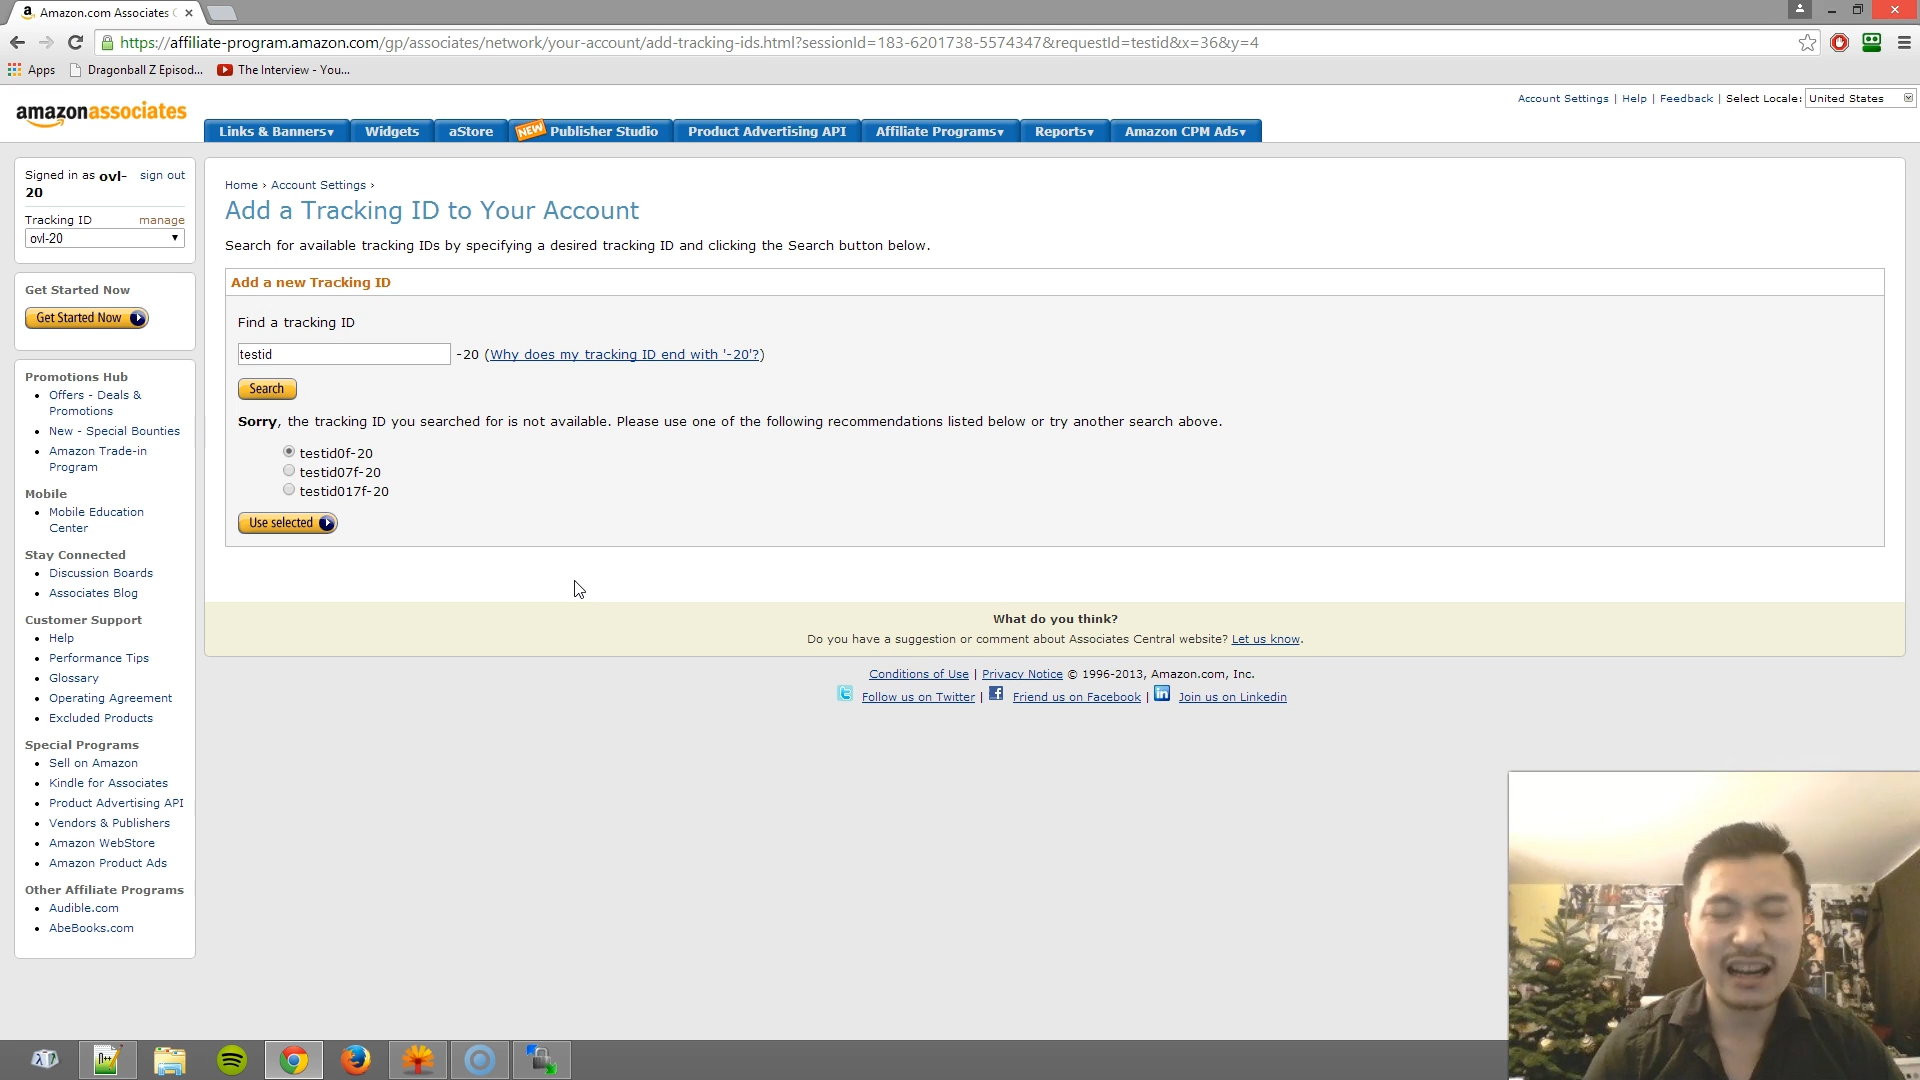 Amazon.com Associates C
https://affiliate-program.amazon.com/gp/associates/network/your-account/add-tracking-ids.html?sessionId=183-6201738-5574347&requestId=testid&x=36&y=4
Apps Dragonball Z Episod... The Interview - You...
Account Settings | Help | Feedback | Select Locale: United States
amazonassociates
Links & Banners▾ Widgets aStore NEW Publisher Studio Product Advertising API Affiliate Programs▾ Reports▾ Amazon CPM Ads▾
Signed in as ovl-20 sign out
Tracking ID manage
ovl-20
Get Started Now
Get Started Now
Promotions Hub
Offers - Deals &
Promotions
New - Special Bounties
Amazon Trade-in
Program
Mobile
Mobile Education
Center
Stay Connected
Discussion Boards
Associates Blog
Customer Support
Help
Performance Tips
Glossary
Operating Agreement
Excluded Products
Special Programs
Sell on Amazon
Kindle for Associates
Product Advertising API
Vendors & Publishers
Amazon WebStore
Amazon Product Ads
Other Affiliate Programs
Audible.com
AbeBooks.com
Home › Account Settings ›
Add a Tracking ID to Your Account
Search for available tracking IDs by specifying a desired tracking ID and clicking the Search button below.
Add a new Tracking ID
Find a tracking ID
testid -20 (Why does my tracking ID end with '-20'?)
Search
Sorry, the tracking ID you searched for is not available. Please use one of the following recommendations listed below or try another search above.
testid0f-20
testid07f-20
testid017f-20
Use selected
What do you think?
Do you have a suggestion or comment about Associates Central website? Let us know.
Conditions of Use | Privacy Notice © 1996-2013, Amazon.com, Inc.
Follow us on Twitter | Friend us on Facebook | Join us on Linkedin